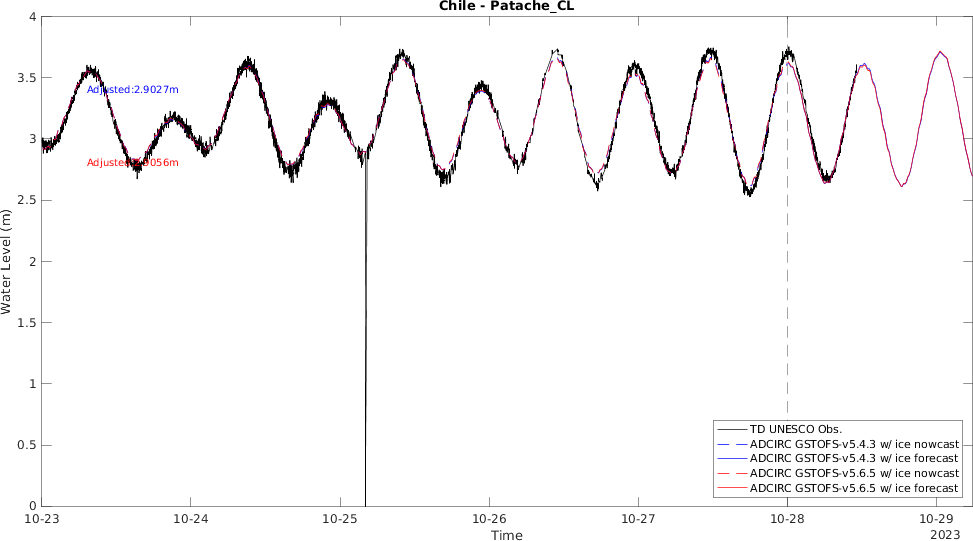 Chile - Patache_CL
4
3.5
3
2.5
2
1.5
1
0.5
0
Water Level (m)
Adjusted:2.9027m
Adjusted:2.9056m
10-23
10-24
10-25
10-26
10-27
10-28
10-29
2023
Time
TD UNESCO Obs.
ADCIRC GSTOFS-v5.4.3 w/ ice nowcast
ADCIRC GSTOFS-v5.4.3 w/ ice forecast
ADCIRC GSTOFS-v5.6.5 w/ ice nowcast
ADCIRC GSTOFS-v5.6.5 w/ ice forecast